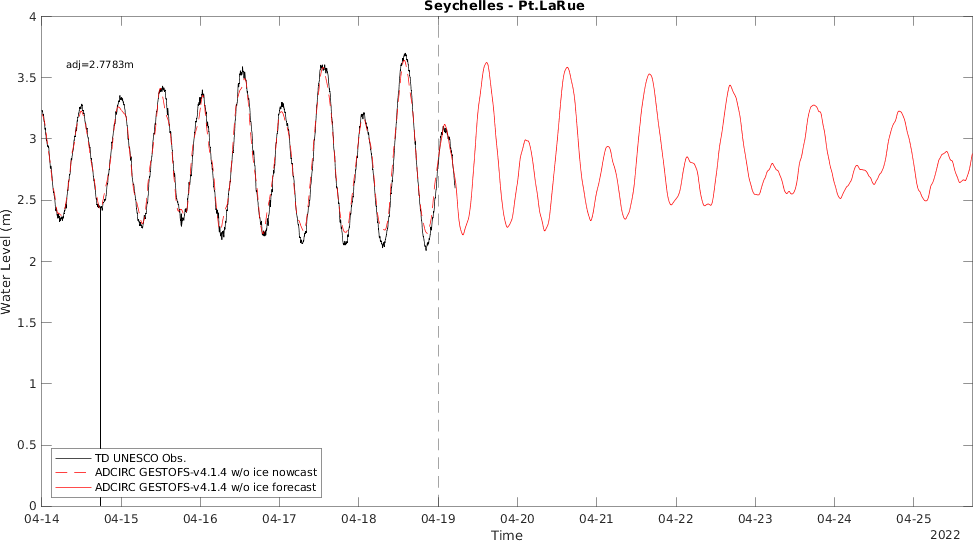 Seychelles - Pt.LaRue
adj=2.7783m
4
3.5
3
2.5
2
1.5
1
0.5
0
Water Level (m)
TD UNESCO Obs.
ADCIRC GESTOFS-v4.1.4 w/o ice nowcast
ADCIRC GESTOFS-v4.1.4 w/o ice forecast
04-14 04-15 04-16 04-17 04-18 04-19 04-20 04-21 04-22 04-23 04-24 04-25
Time
2022